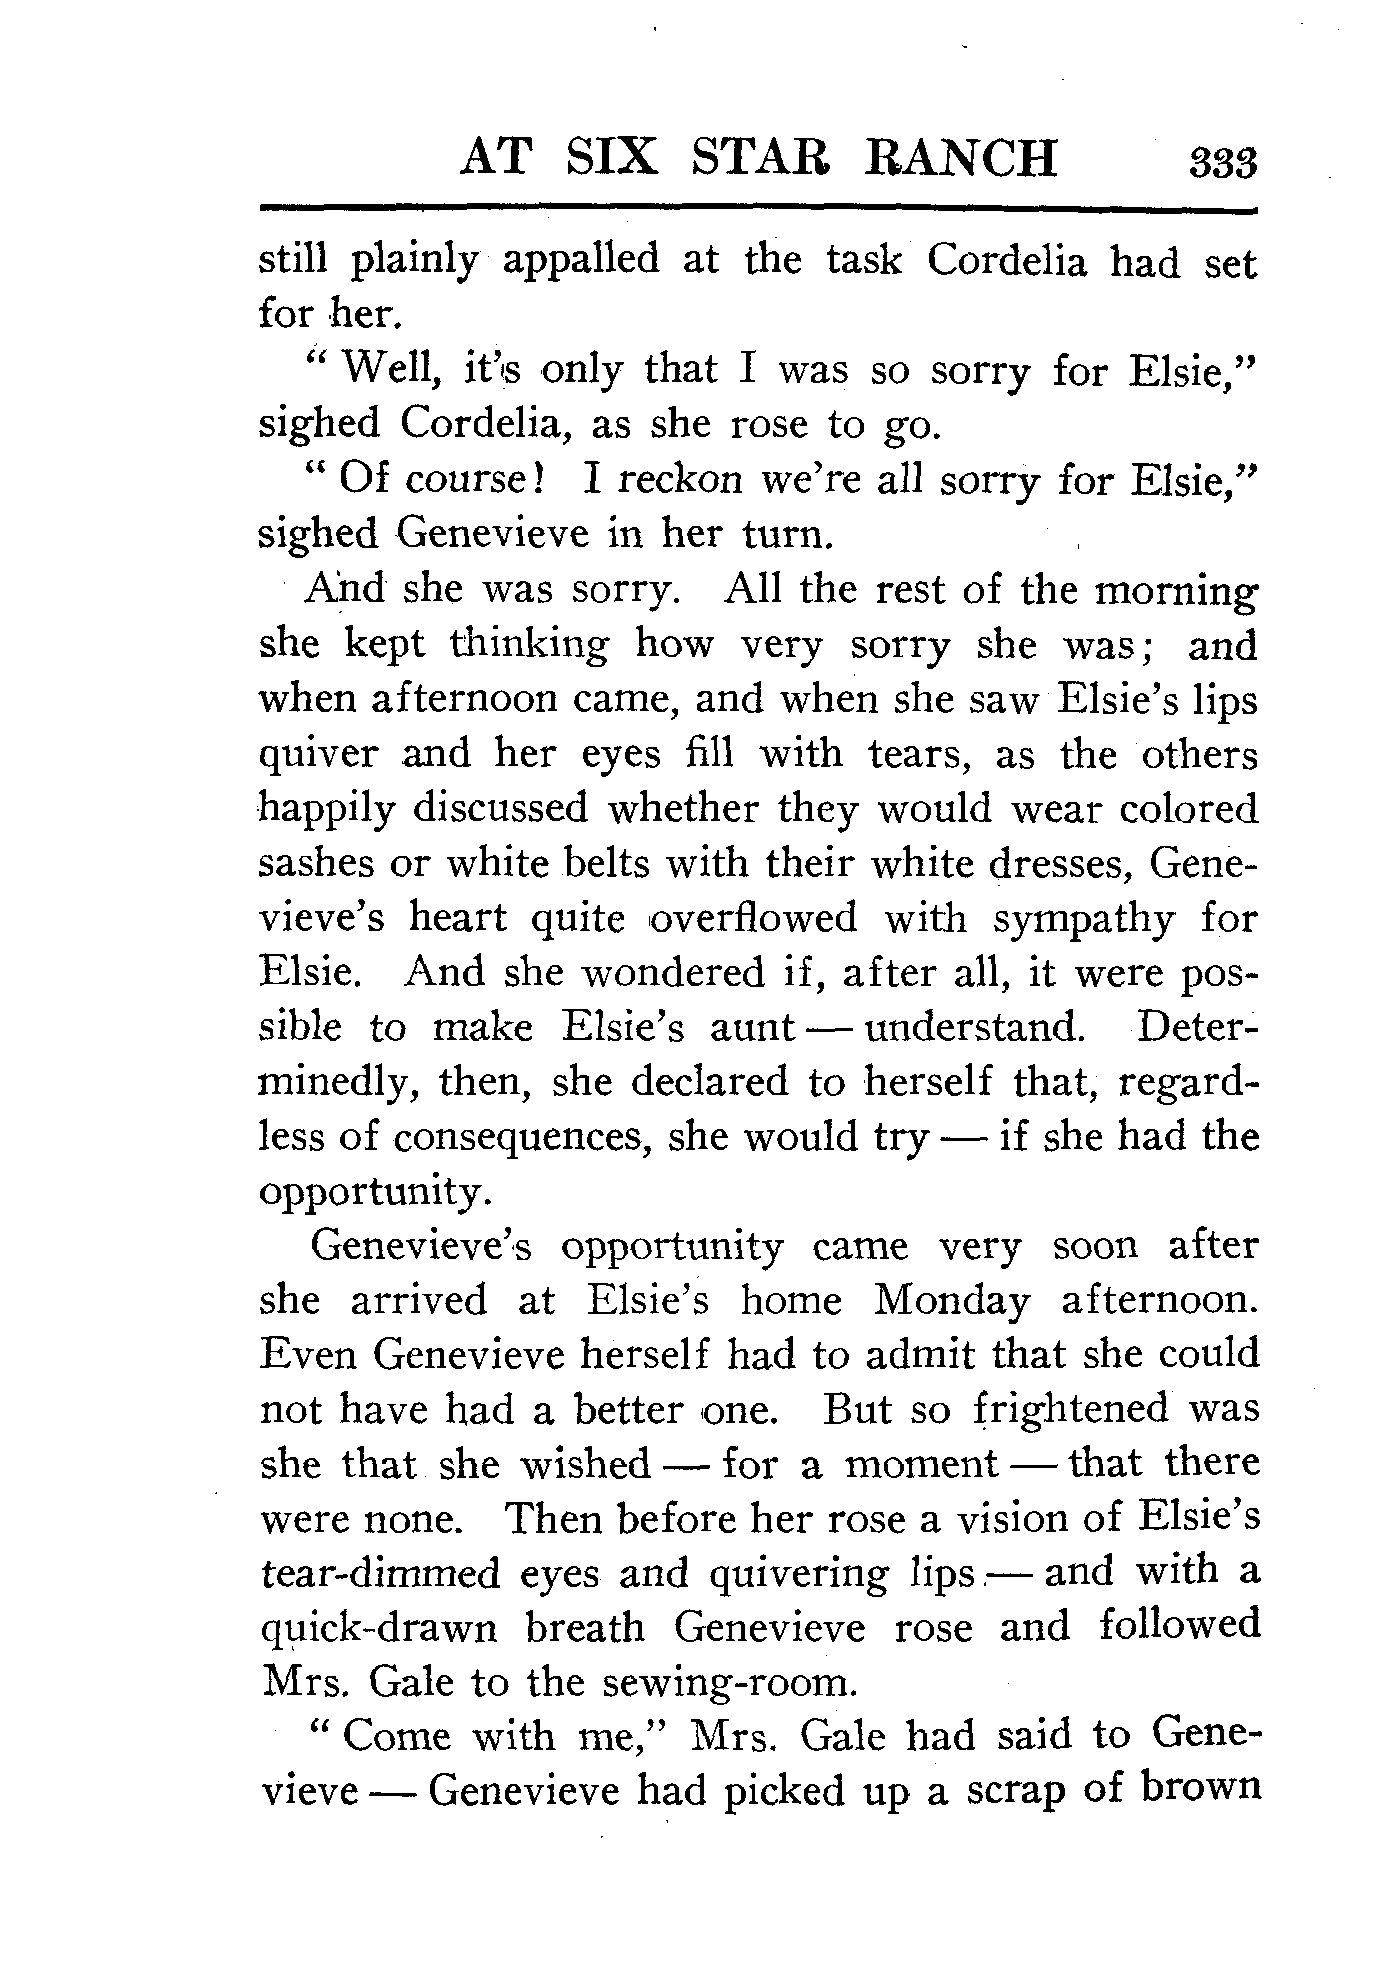 AT SIX STAR RANCH 333
still plainly appalled at the task Cordelia had set
for her.
“ Well, it's only that I was so sorry for Elsie,”
sighed Cordelia, as she rose to go.
“ Of course! I reckon we're all sorry for Elsie,”
sighed Genevieve in her turn.
And she was sorry. All the rest of the morning
she kept thinking how very sorry she was; and
when afternoon came, and when she saw Elsie's lips
quiver and her eyes fill with tears, as the others
happily discussed whether they would wear colored
sashes or white belts with their white dresses, Gene-
vieve's heart quite overflowed with sympathy for
Elsie. And she wondered if, after all, it were pos-
sible to make Elsie's aunt — understand. Deter-
minedly, then, she declared to herself that, regard-
less of consequences, she would try — if she had the
opportunity.
Genevieve's opportunity came very soon after
she arrived at Elsie's home Monday afternoon.
Even Genevieve herself had to admit that she could
not have had a better one. But so frightened was
she that she wished — for a moment — that there
were none. Then before her rose a vision of Elsie's
tear-dimmed eyes and quivering lips — and with a
quick-drawn breath Genevieve rose and followed
Mrs. Gale to the sewing-room.
“ Come with me,” Mrs. Gale had said to Gene-
vieve — Genevieve had picked up a scrap of brown